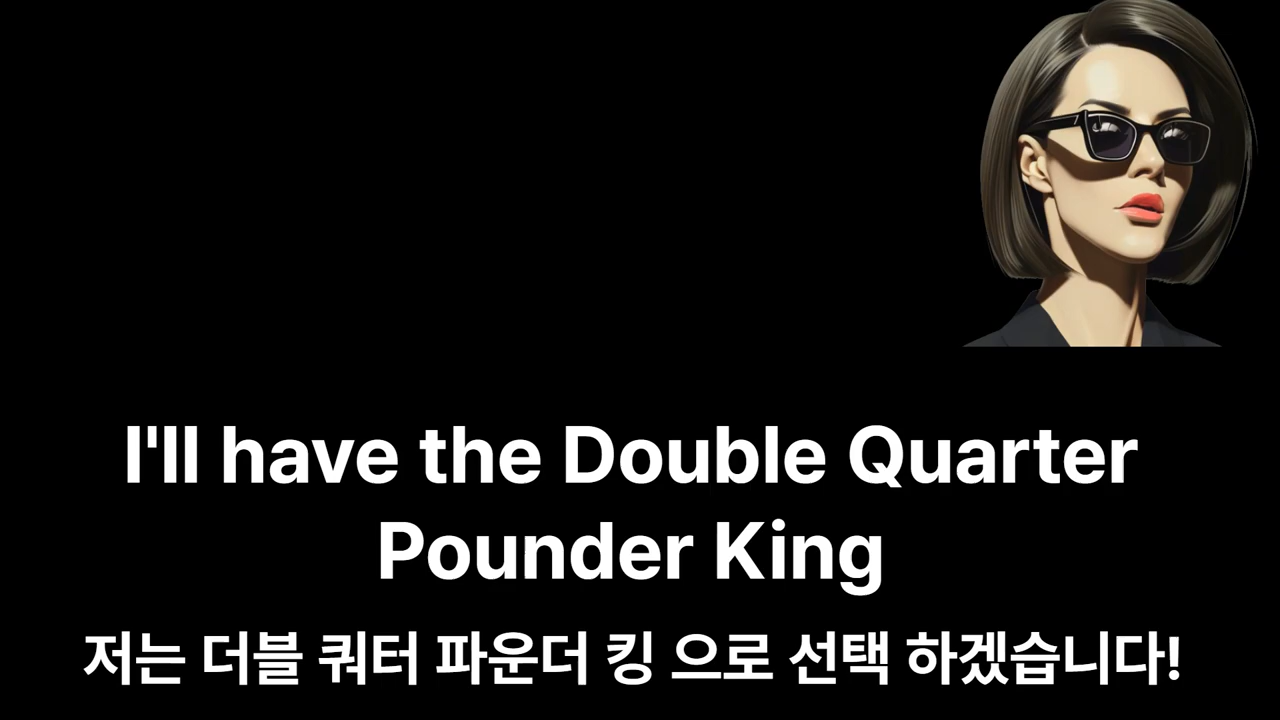 I'll have the Double Quarter
Pounder King
저는 더블 쿼터 파운더 킹 으로 선택 하겠습니다!